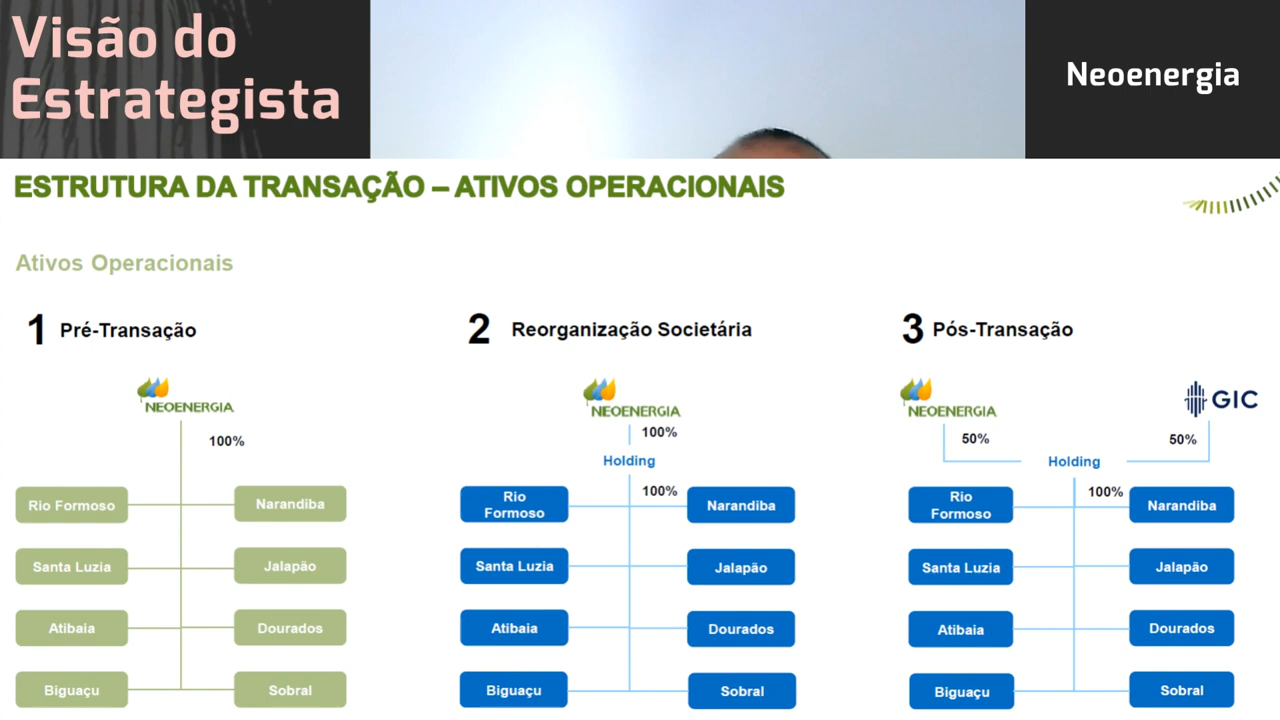 Visão do
Estrategista
Neoenergia
ESTRUTURA DA TRANSAÇÃO – ATIVOS OPERACIONAIS
Ativos Operacionais
1 Pré-Transação
NEOENERGIA
100%
Rio Formoso
Narandiba
Santa Luzia
Jalapão
Atibaia
Dourados
Biguaçu
Sobral
2 Reorganização Societária
NEOENERGIA
100%
Holding
100%
Rio
Formoso
Narandiba
Santa Luzia
Jalapão
Atibaia
Dourados
Biguaçu
Sobral
3 Pós-Transação
NEOENERGIA
GIC
50%
50%
Holding
100%
Rio
Formoso
Narandiba
Santa Luzia
Jalapão
Atibaia
Dourados
Biguaçu
Sobral